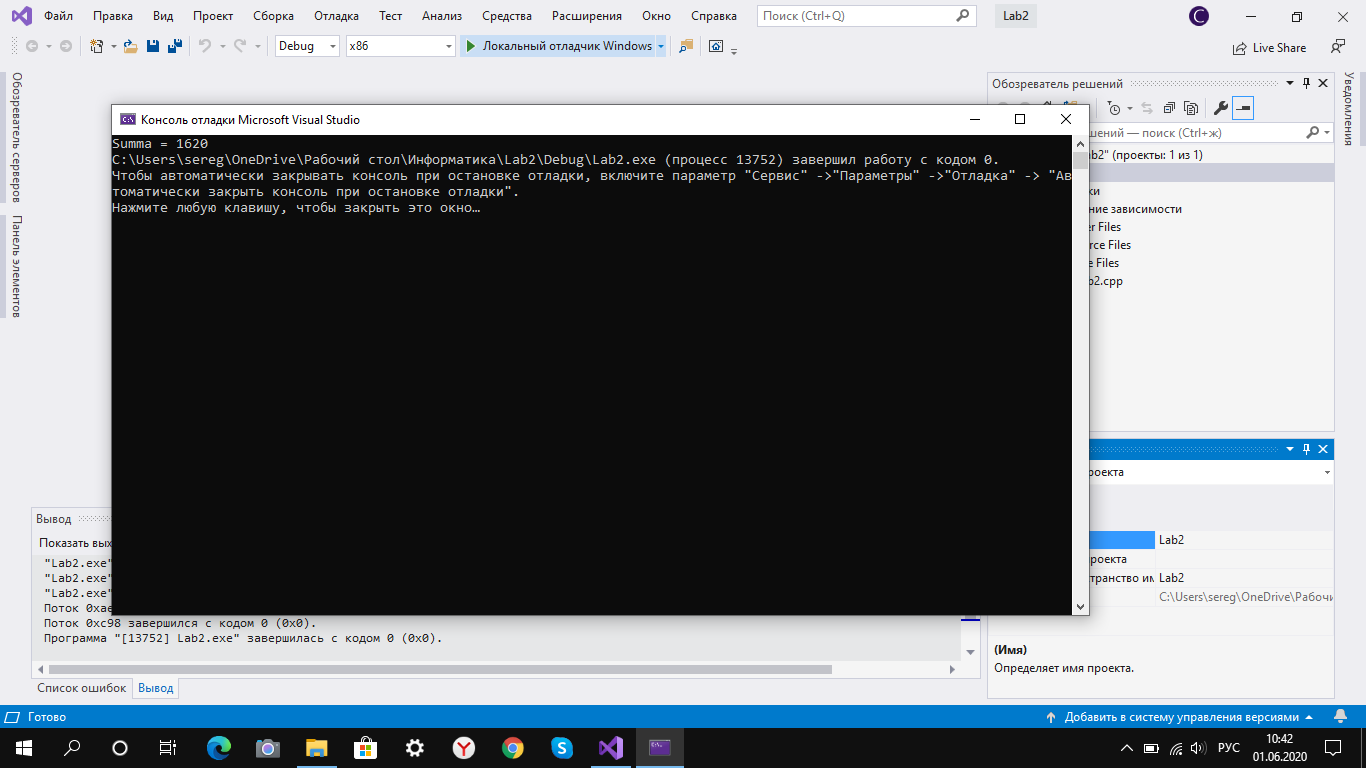 Файл Правка Вид Проект Сборка Отладка Тест Анализ Средства Расширения Окно Справка Поиск (Ctrl+Q) Lab2 C
Debug x86 Локальный отладчик Windows Live Share
Обозреватель серверов
Панель элементов
Уведомления
Обозреватель решений
шений — поиск (Ctrl+ж)
b2" (проекты: 1 из 1)
ки
ние зависимости
er Files
rce Files
e Files
b2.cpp
Консоль отладки Microsoft Visual Studio
Summa = 1620
C:\Users\sereg\OneDrive\Рабочий стол\Информатика\Lab2\Debug\Lab2.exe (процесс 13752) завершил работу с кодом 0.
Чтобы автоматически закрывать консоль при остановке отладки, включите параметр "Сервис" ->"Параметры" ->"Отладка" -> "Ав
томатически закрыть консоль при остановке отладки".
Нажмите любую клавишу, чтобы закрыть это окно…
роекта
Lab2
роекта
транство им Lab2
C:\Users\sereg\OneDrive\Рабочи
(Имя)
Определяет имя проекта.
Вывод
Показать вых
"Lab2.exe"
"Lab2.exe"
"Lab2.exe"
Поток 0xae
Поток 0xc98 завершился с кодом 0 (0x0).
Программа "[13752] Lab2.exe" завершилась с кодом 0 (0x0).
Список ошибок Вывод
Готово Добавить в систему управления версиями
РУС 10:42
01.06.2020